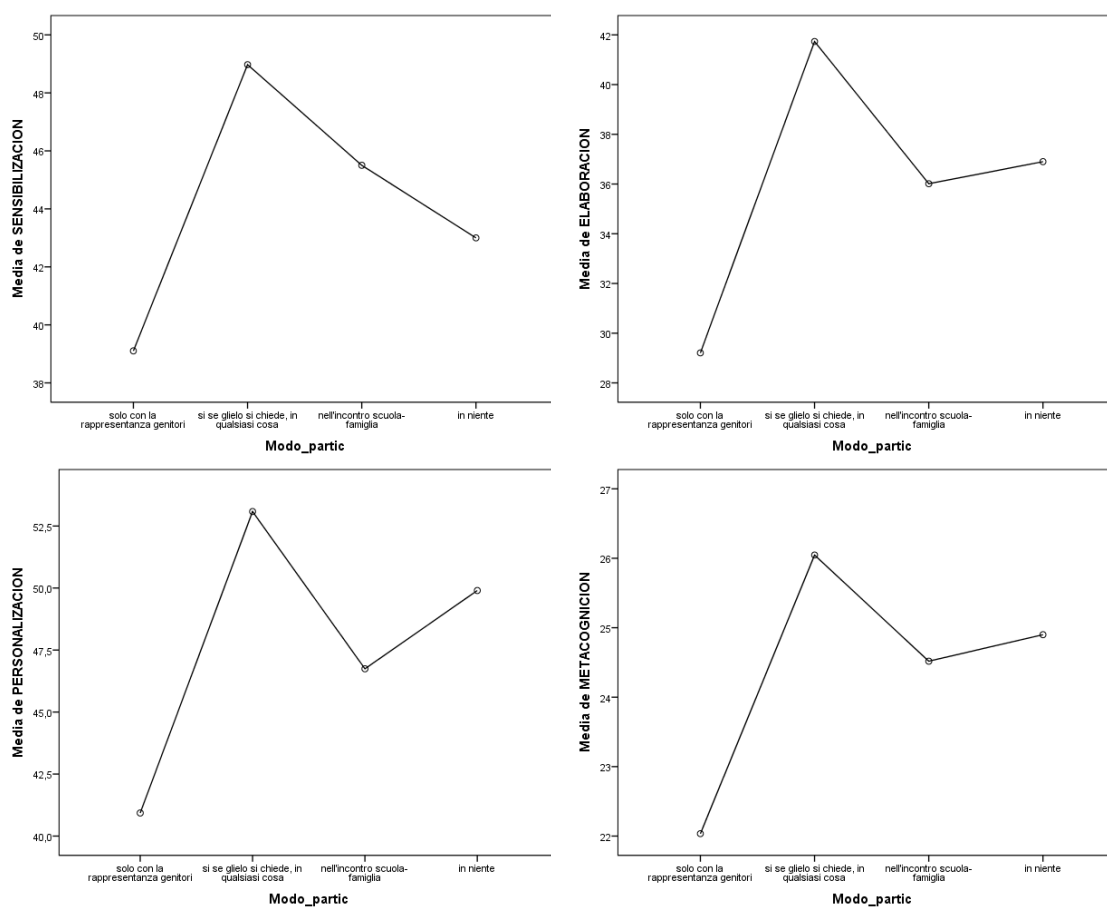 Media de SENSIBILIZACION
50
48
46
44
42
40
38
solo con la
rappresentanza genitori
si se glielo si chiede, in
qualsiasi cosa
nell'incontro scuola-
famiglia
in niente
Modo_partic
Media de ELABORACION
42
40
38
36
34
32
30
28
solo con la
rappresentanza genitori
si se glielo si chiede, in
qualsiasi cosa
nell'incontro scuola-
famiglia
in niente
Modo_partic
Media de PERSONALIZACION
52,5
50,0
47,5
45,0
42,5
40,0
solo con la
rappresentanza genitori
si se glielo si chiede, in
qualsiasi cosa
nell'incontro scuola-
famiglia
in niente
Modo_partic
Media de METACOGNICION
27
26
25
24
23
22
solo con la
rappresentanza genitori
si se glielo si chiede, in
qualsiasi cosa
nell'incontro scuola-
famiglia
in niente
Modo_partic